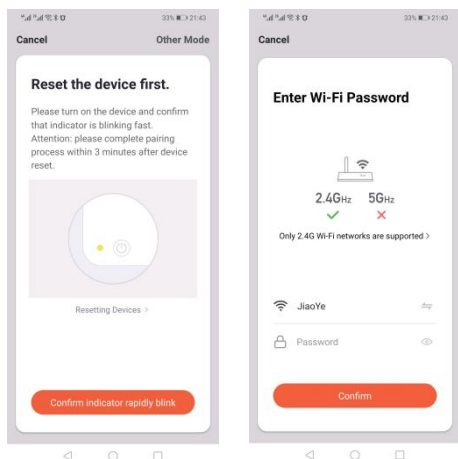 33% 21:43
Cancel Other Mode
Reset the device first.
Please turn on the device and confirm
that indicator is blinking fast.
Attention: please complete pairing
process within 3 minutes after device
reset.
Resetting Devices >
Confirm indicator rapidly blink
33% 21:43
Cancel
Enter Wi-Fi Password
2.4GHz 5GHz
Only 2.4G Wi-Fi networks are supported >
JiaoYe
Password
Confirm